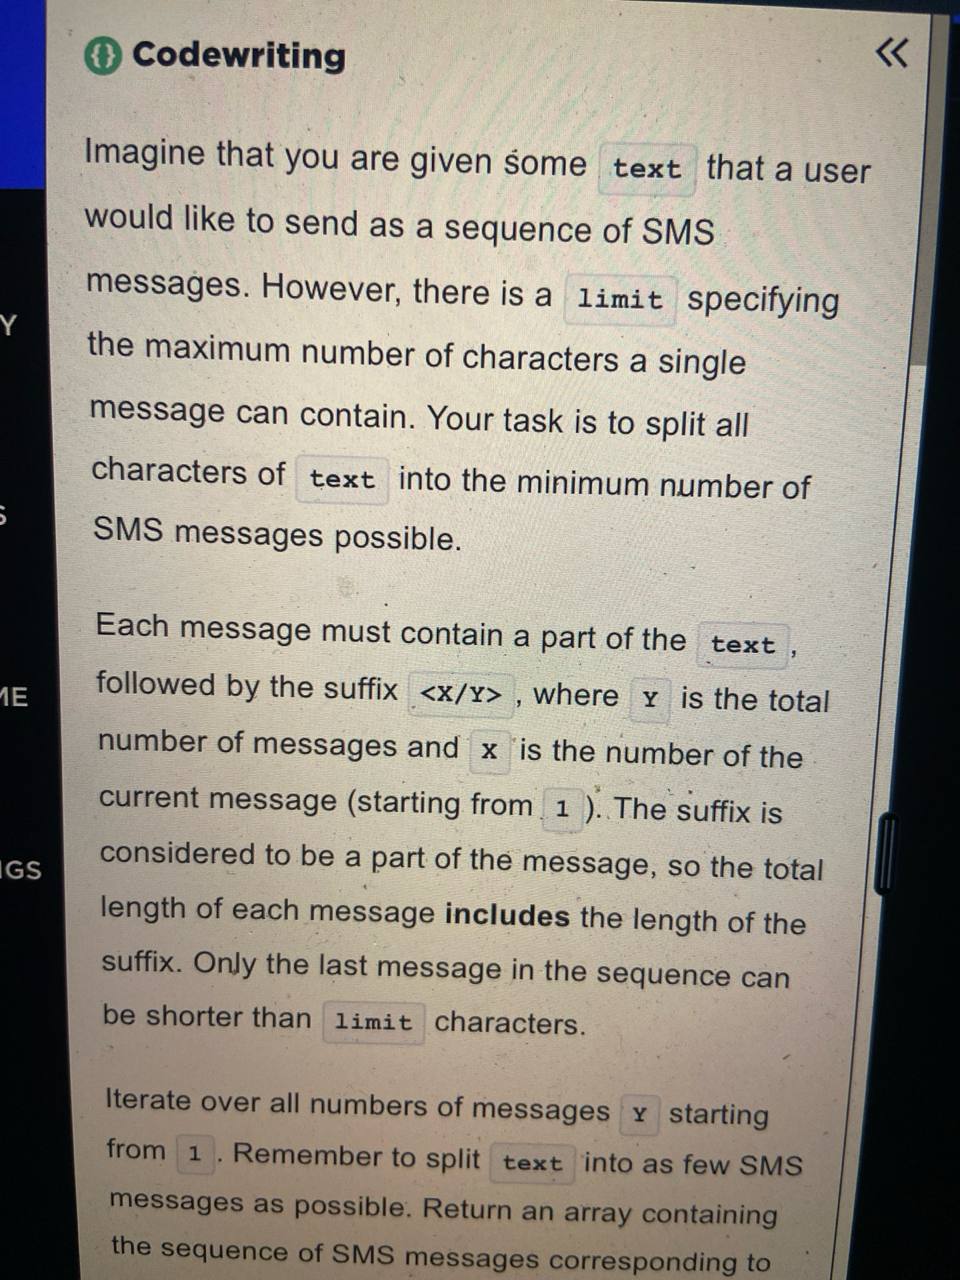 Codewriting
Imagine that you are given some text that a user
would like to send as a sequence of SMS
messages. However, there is a limit specifying
the maximum number of characters a single
message can contain. Your task is to split all
characters of text into the minimum number of
SMS messages possible.
Each message must contain a part of the text ,
followed by the suffix <X/Y> , where Y is the total
number of messages and X is the number of the
current message (starting from 1 ). The suffix is
considered to be a part of the message, so the total
length of each message includes the length of the
suffix. Only the last message in the sequence can
be shorter than limit characters.
Iterate over all numbers of messages Y starting
from 1 . Remember to split text into as few SMS
messages as possible. Return an array containing
the sequence of SMS messages corresponding to